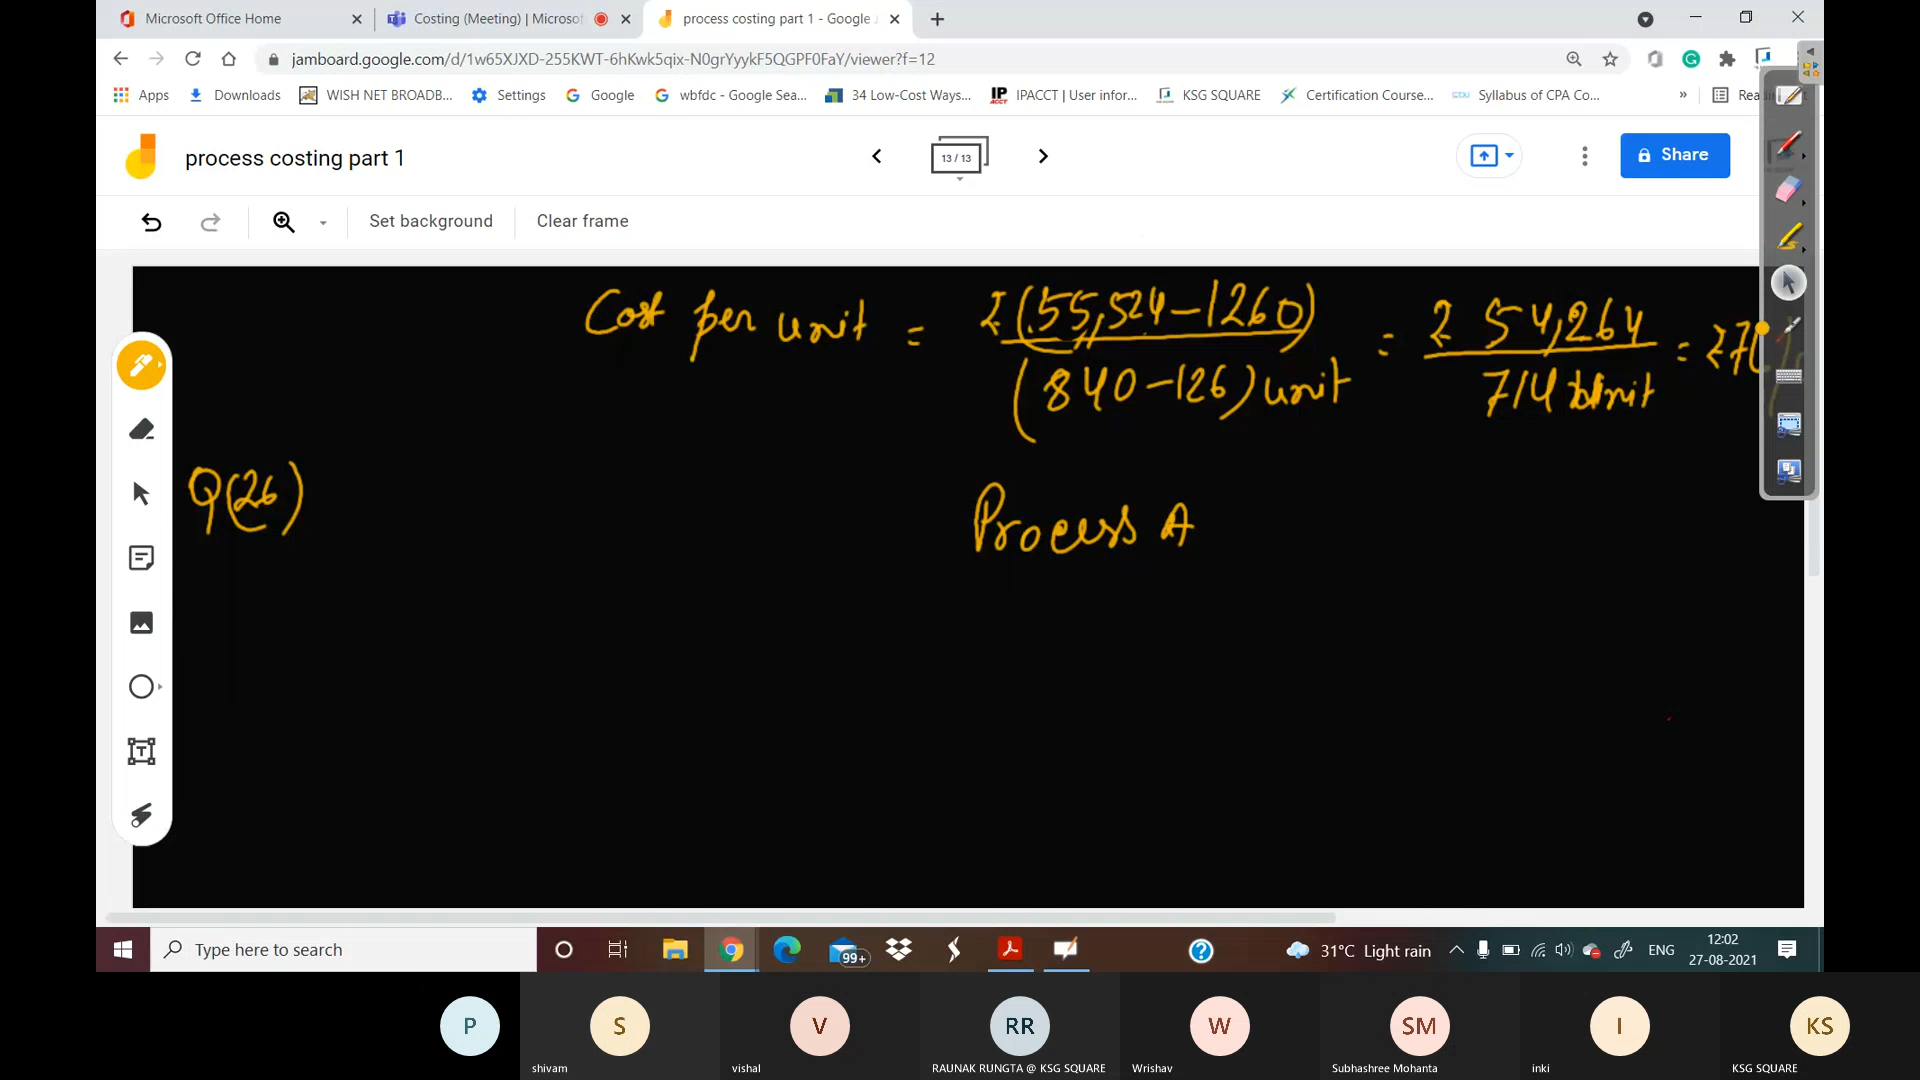 Microsoft Office Home
Costing (Meeting) | Microsof
process costing part 1 - Google J
jamboard.google.com/d/1w65XJXD-255KWT-6hKwk5qix-N0grYyykF5QGPF0FaY/viewer?f=12
Apps
Downloads
WISH NET BROADB...
Settings
Google
wbfdc - Google Sea...
34 Low-Cost Ways...
IPACCT | User infor...
KSG SQUARE
Certification Course...
Syllabus of CPA Co...
»
process costing part 1
13 / 13
Share
Set background
Clear frame
Cost per unit = ₹(55,524-1260) / (840-126) unit = ₹ 54,264 / 714 unit = ₹76
Q(26)
Process A
Type here to search
99+
31°C Light rain
ENG
12:02
27-08-2021
P
S
V
RR
W
SM
I
KS
shivam
vishal
RAUNAK RUNGTA @ KSG SQUARE
Wrishav
Subhashree Mohanta
inki
KSG SQUARE